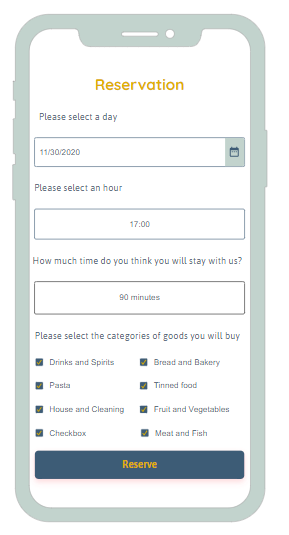 Reservation
Please select a day
11/30/2020
Please select an hour
17:00
How much time do you think you will stay with us?
90 minutes
Please select the categories of goods you will buy
Drinks and Spirits Bread and Bakery
Pasta Tinned food
House and Cleaning Fruit and Vegetables
Checkbox Meat and Fish
Reserve